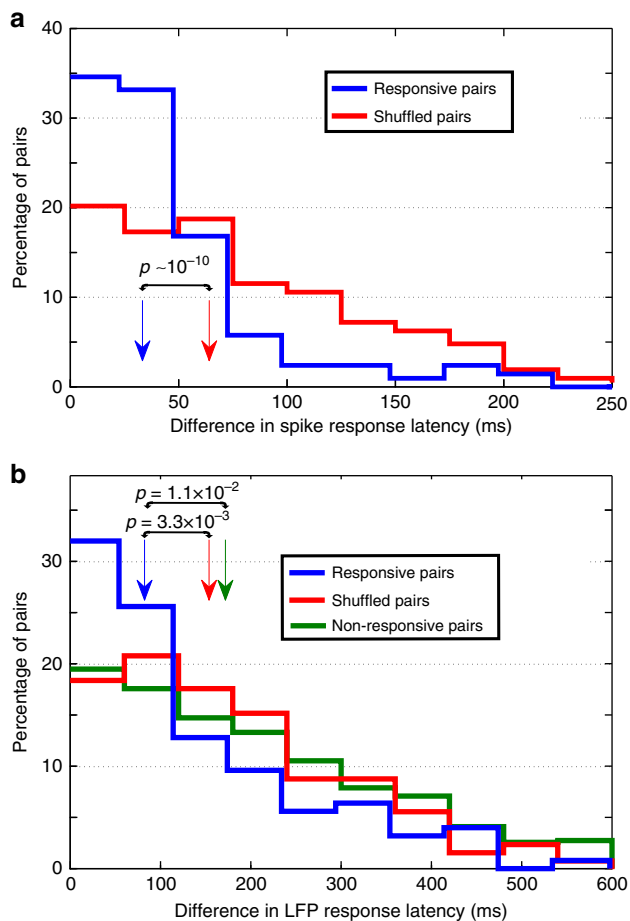 a
40
30
20
10
0
Percentage of pairs
Responsive pairs
Shuffled pairs
p ~10⁻¹⁰
0 50 100 150 200 250
Difference in spike response latency (ms)
b
p = 1.1×10⁻²
p = 3.3×10⁻³
30
20
10
0
Percentage of pairs
Responsive pairs
Shuffled pairs
Non-responsive pairs
0 100 200 300 400 500 600
Difference in LFP response latency (ms)